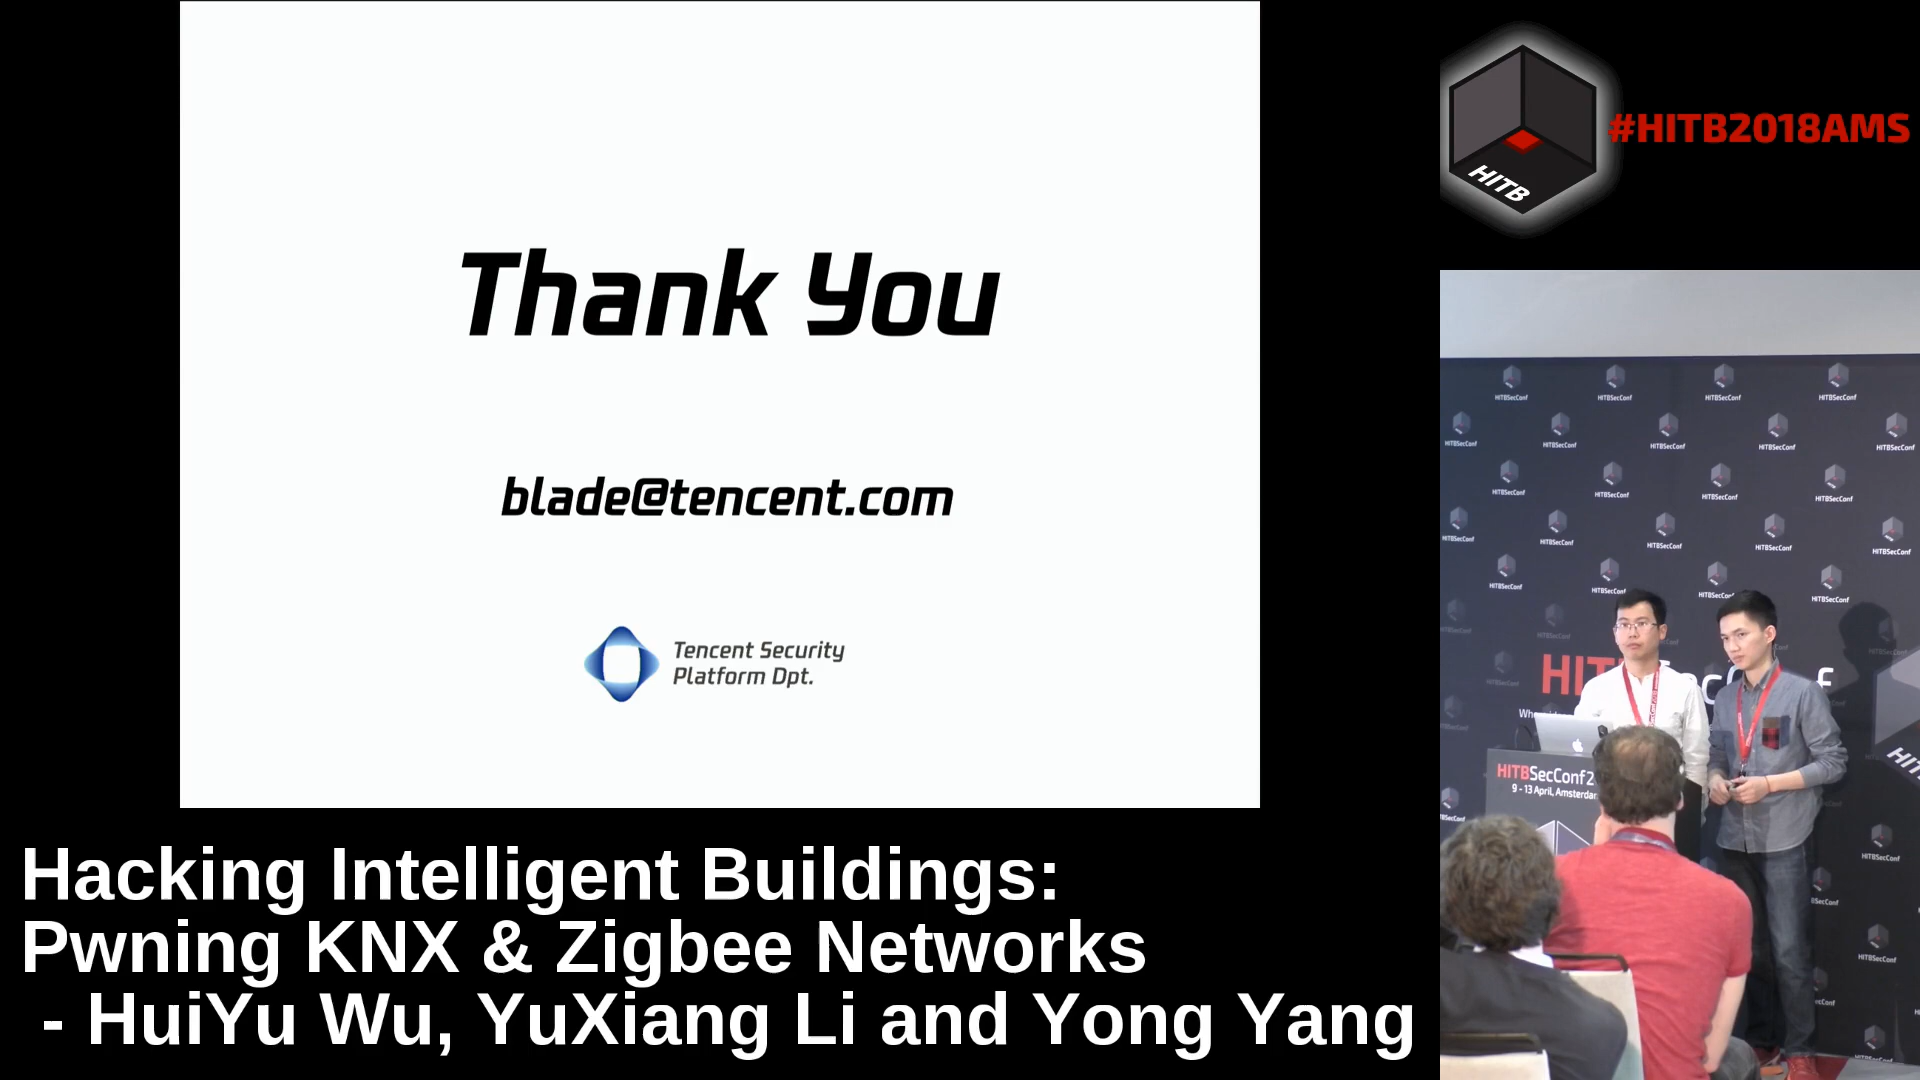 Thank You
blade@tencent.com
Tencent Security
Platform Dpt.
Hacking Intelligent Buildings:
Pwning KNX & Zigbee Networks
- HuiYu Wu, YuXiang Li and Yong Yang
HITB
#HITB2018AMS
HITBSecConf
HITBSecConf2
9 - 13 April, Amsterdam